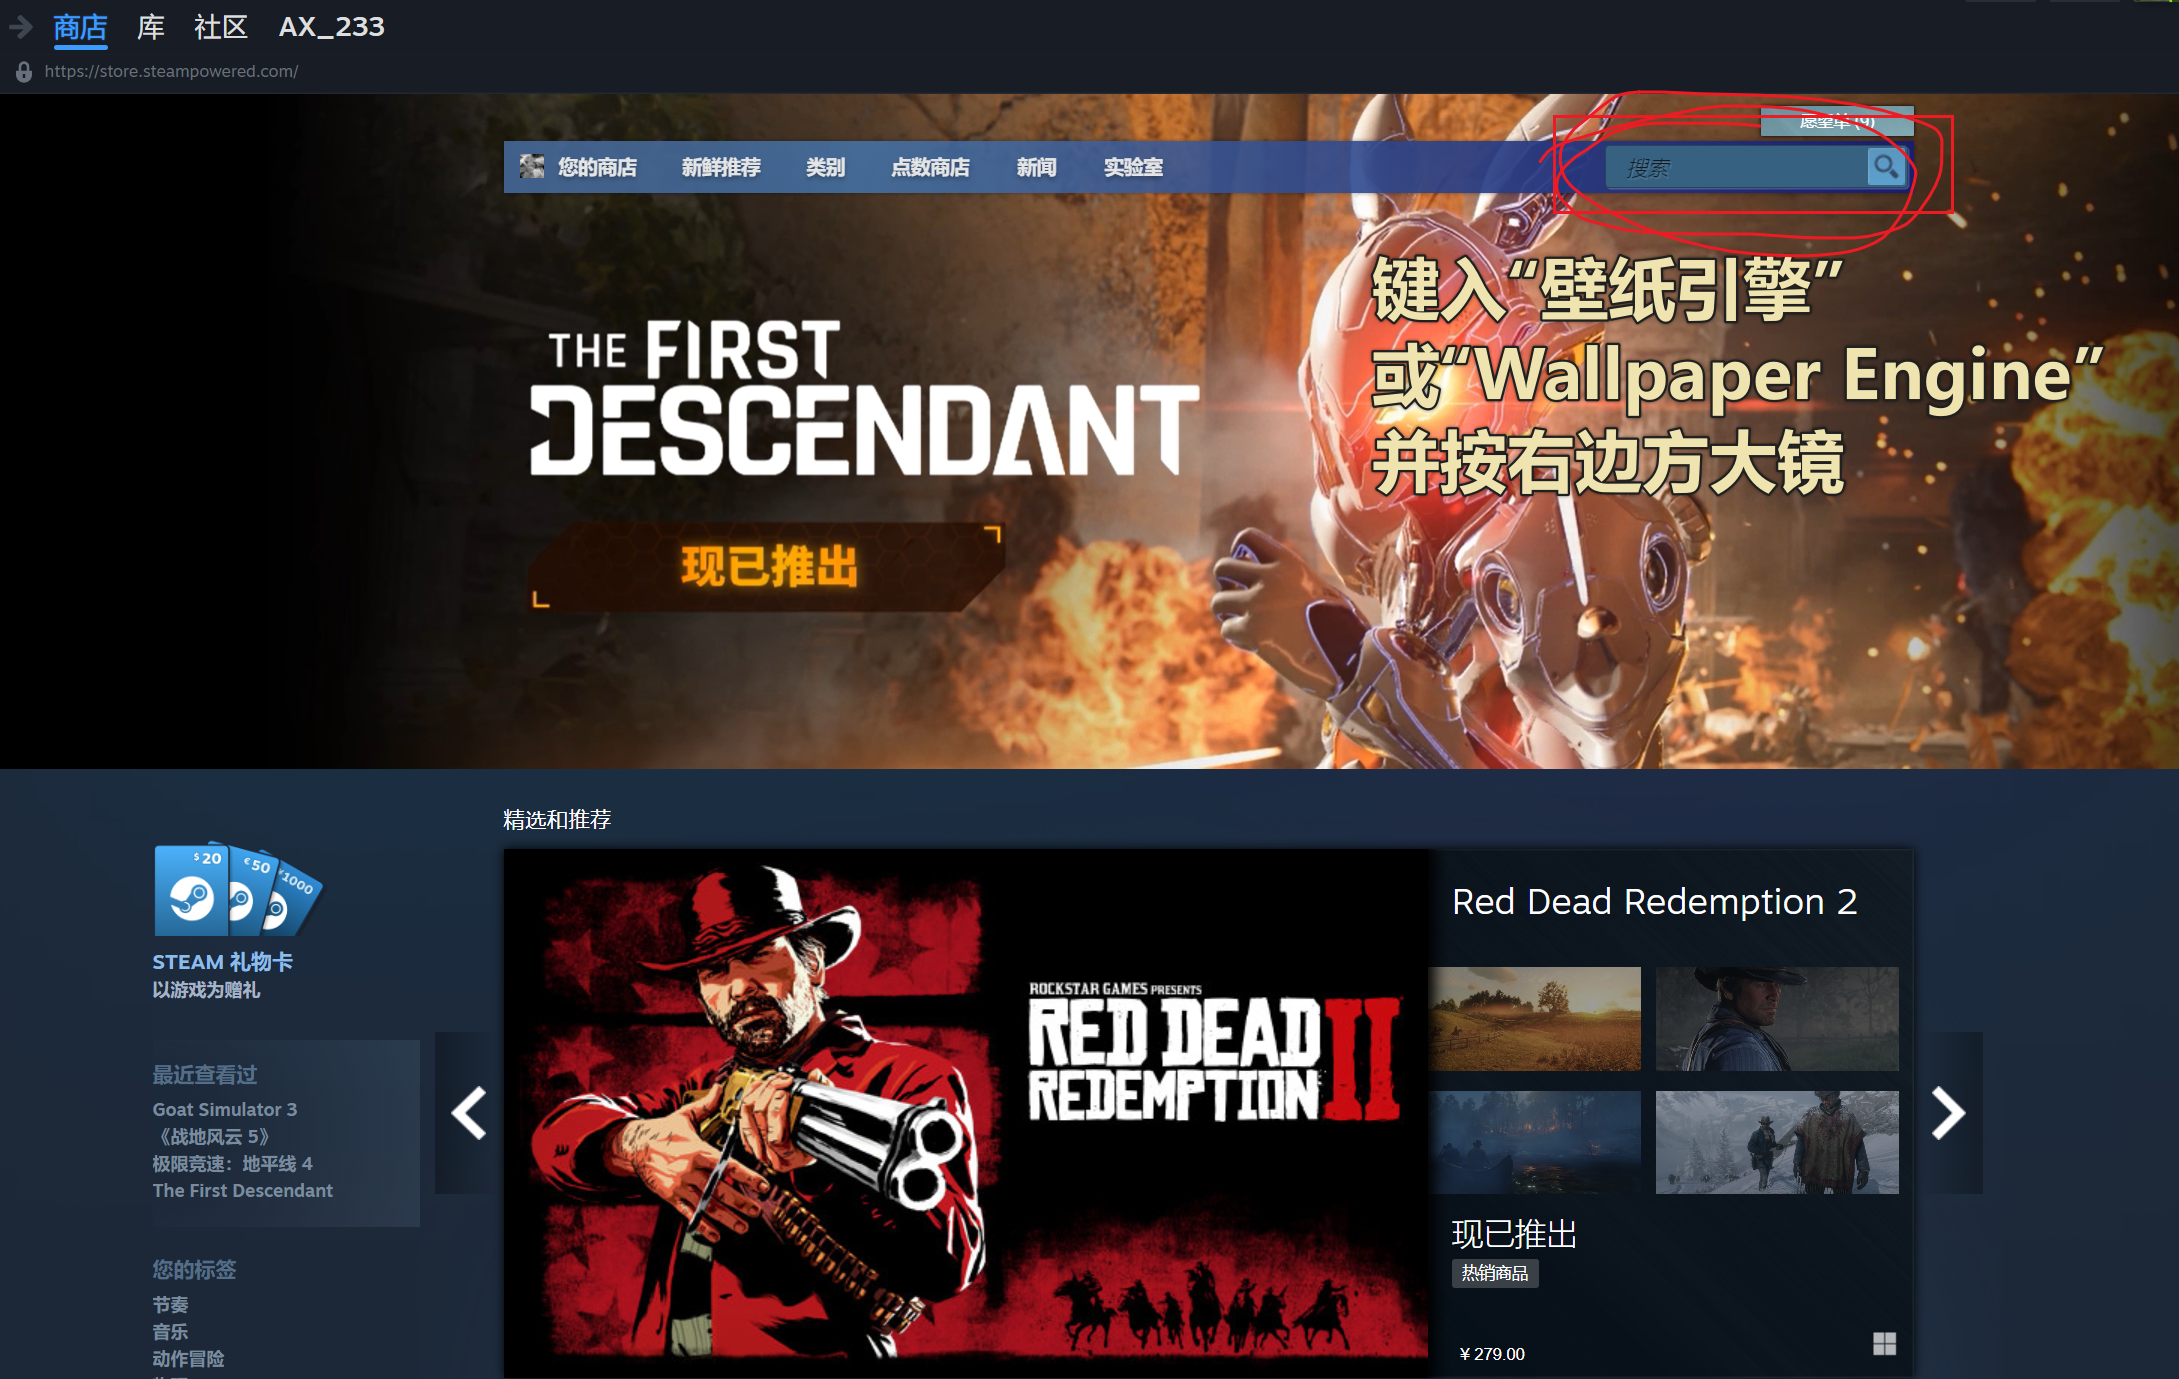 商店 库 社区 AX_233
https://store.steampowered.com/
愿望单 (9)
您的商店 新鲜推荐 类别 点数商店 新闻 实验室 搜索
键入“壁纸引擎”
或“Wallpaper Engine”
并按右边方大镜
THE FIRST
DESCENDANT
现已推出
精选和推荐
$ 20 € 50 ¥1000
STEAM 礼物卡
以游戏为赠礼
最近查看过
Goat Simulator 3
《战地风云 5》
极限竞速：地平线 4
The First Descendant
您的标签
节奏
音乐
动作冒险
ROCKSTAR GAMES PRESENTS
RED DEAD
REDEMPTION II
Red Dead Redemption 2
现已推出
热销商品
¥ 279.00